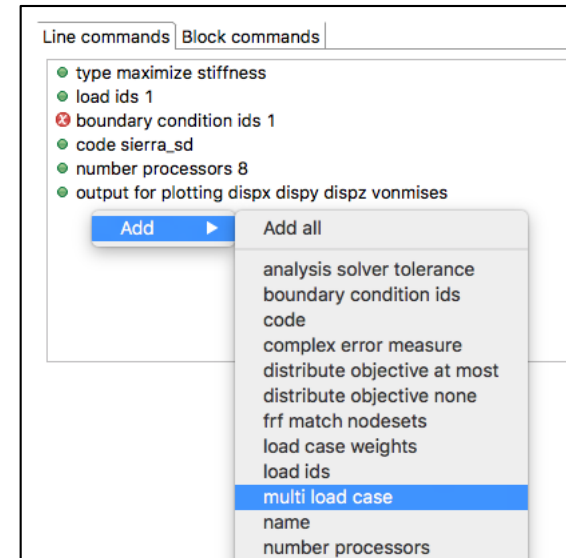 Line commands Block commands
type maximize stiffness
load ids 1
boundary condition ids 1
code sierra_sd
number processors 8
output for plotting dispx dispy dispz vonmises
Add
Add all
analysis solver tolerance
boundary condition ids
code
complex error measure
distribute objective at most
distribute objective none
frf match nodesets
load case weights
load ids
multi load case
name
number processors